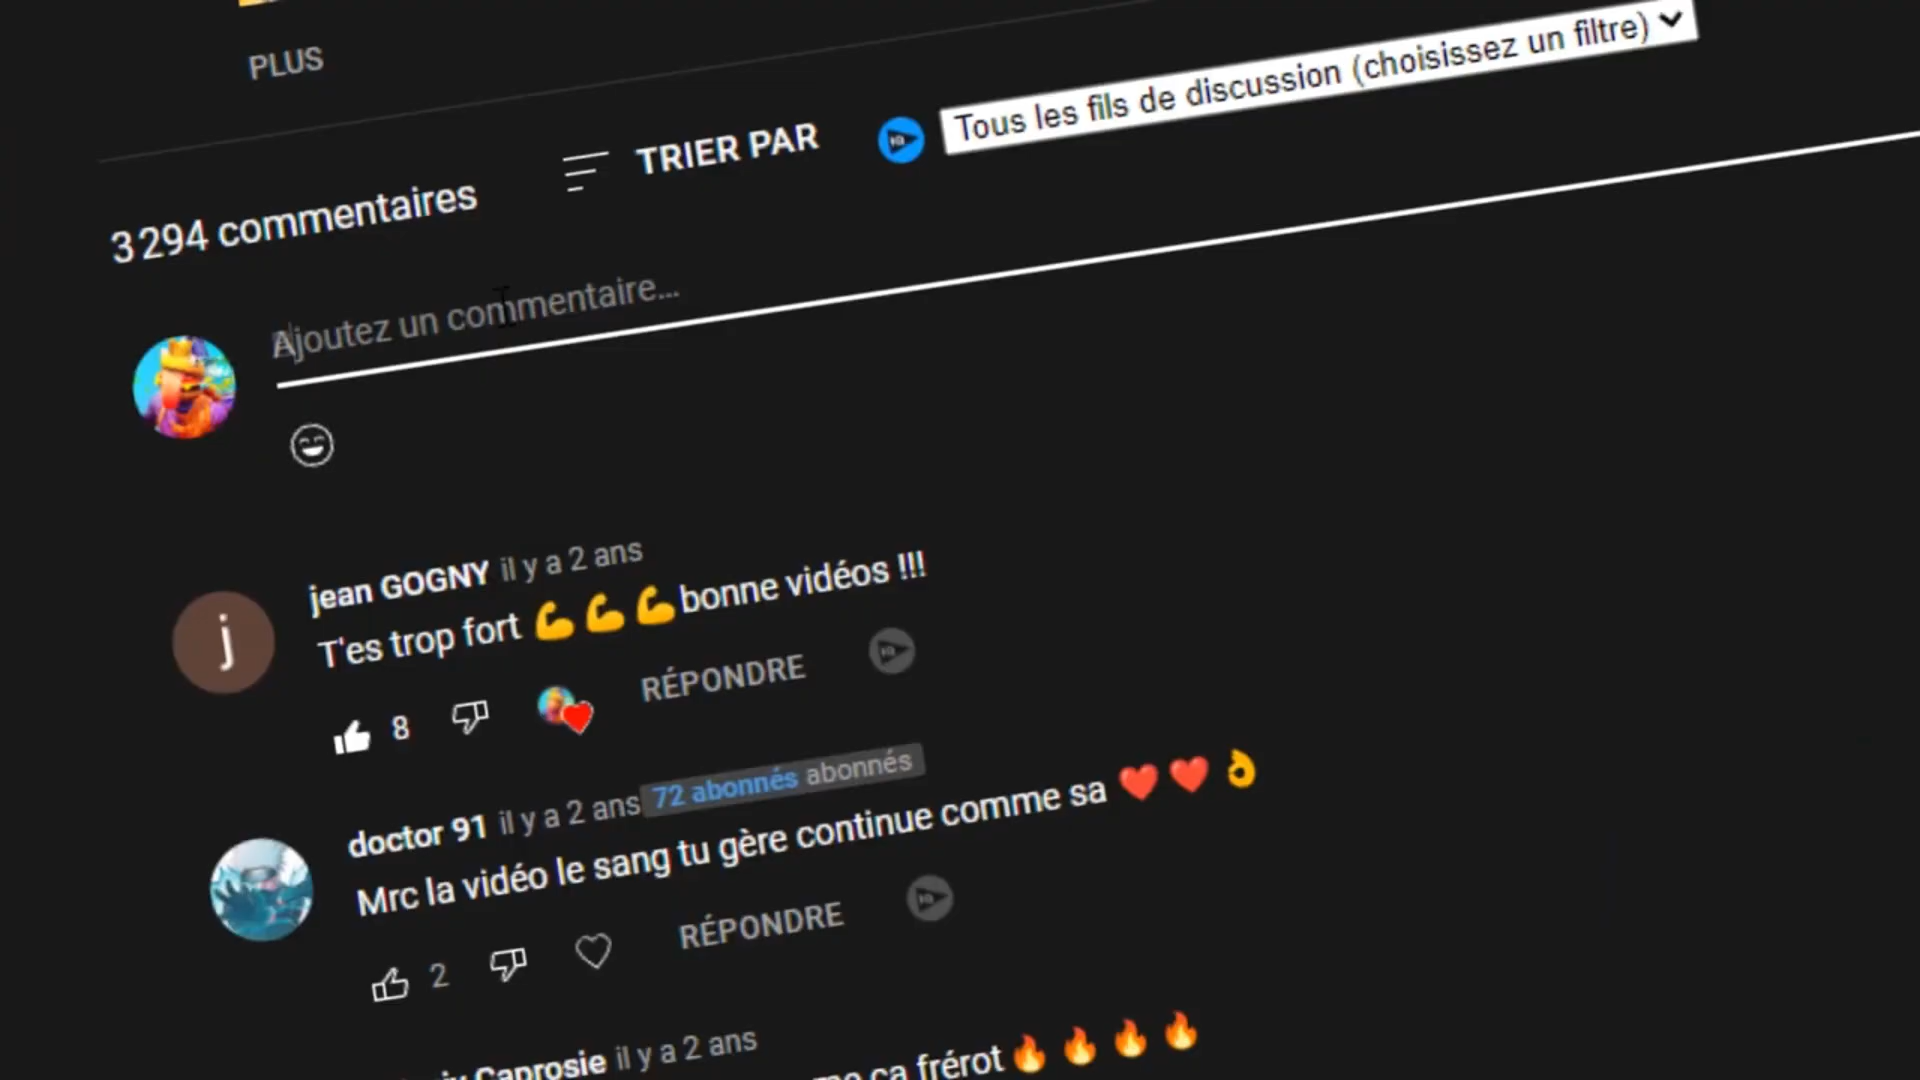 PLUS
3 294 commentaires
TRIER PAR
Tous les fils de discussion (choisissez un filtre)
Ajoutez un commentaire...
j
jean GOGNY il y a 2 ans
T'es trop fort 💪💪💪bonne vidéos !!!
8
RÉPONDRE
doctor 91 il y a 2 ans 72 abonnés abonnés
Mrc la vidéo le sang tu gère continue comme sa ❤️❤️👌
2
RÉPONDRE
Caprosie il y a 2 ans
ça frérot 🔥🔥🔥🔥